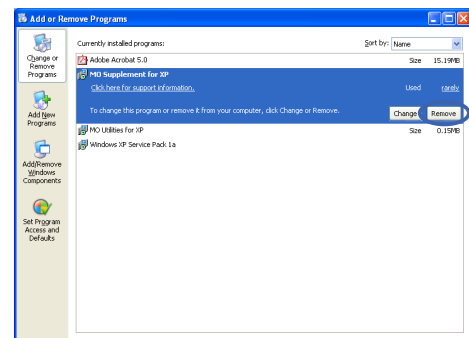 Add or Remove Programs
Change or
Remove
Programs
Add New
Programs
Add/Remove
Windows
Components
Set Program
Access and
Defaults
Currently installed programs:
Sort by: Name
Adobe Acrobat 5.0 Size 15.19MB
MO Supplement for XP
Click here for support information. Used rarely
To change this program or remove it from your computer, click Change or Remove. Change Remove
MO Utilities for XP Size 0.15MB
Windows XP Service Pack 1a